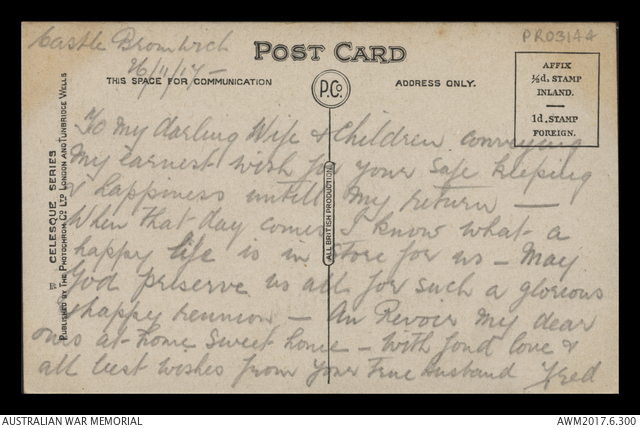 Castle Bromwich
26/11/17 -
POST CARD
PR03144
THIS SPACE FOR COMMUNICATION
P.Co.
ADDRESS ONLY.
AFFIX
½d. STAMP
INLAND.
1d. STAMP
FOREIGN.
CELESQUE SERIES
PUBLISHED BY THE PHOTOCHROM CO. LTD LONDON AND TUNBRIDGE WELLS
ALL BRITISH PRODUCTION
To My darling Wife & Children conveying
My earnest wish for your safe keeping
& happiness untill My return —
When that day comes I know what a
happy life is in store for us — May
God preserve us all for such a glorious
& happy reunion — Au Revoir My dear
ones at home sweet home — With fond love &
all best wishes from Your True Husband Fred
AUSTRALIAN WAR MEMORIAL
AWM2017.6.300